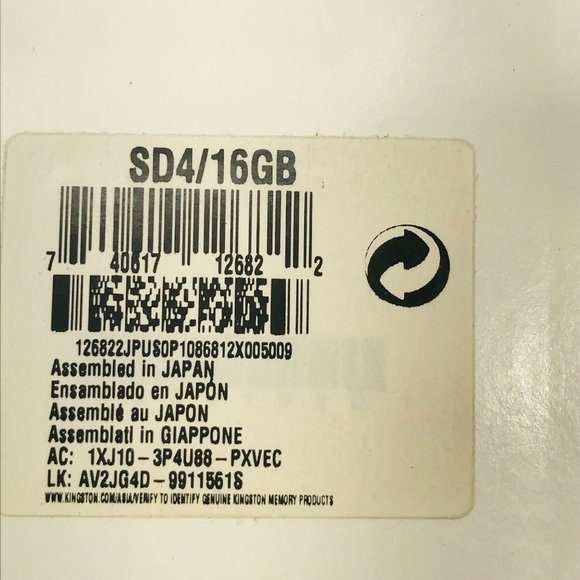 SD4/16GB
7 40617 12682 2
126822JPUS0P1086812X005009
Assembled in JAPAN
Ensamblado en JAPÓN
Assemblé au JAPON
Assemblati in GIAPPONE
AC: 1XJ10-3P4U88-PXVEC
LK: AV2JG4D-9911561S
WWW.KINGSTON.COM/ASIA/VERIFY TO IDENTIFY GENUINE KINGSTON MEMORY PRODUCTS